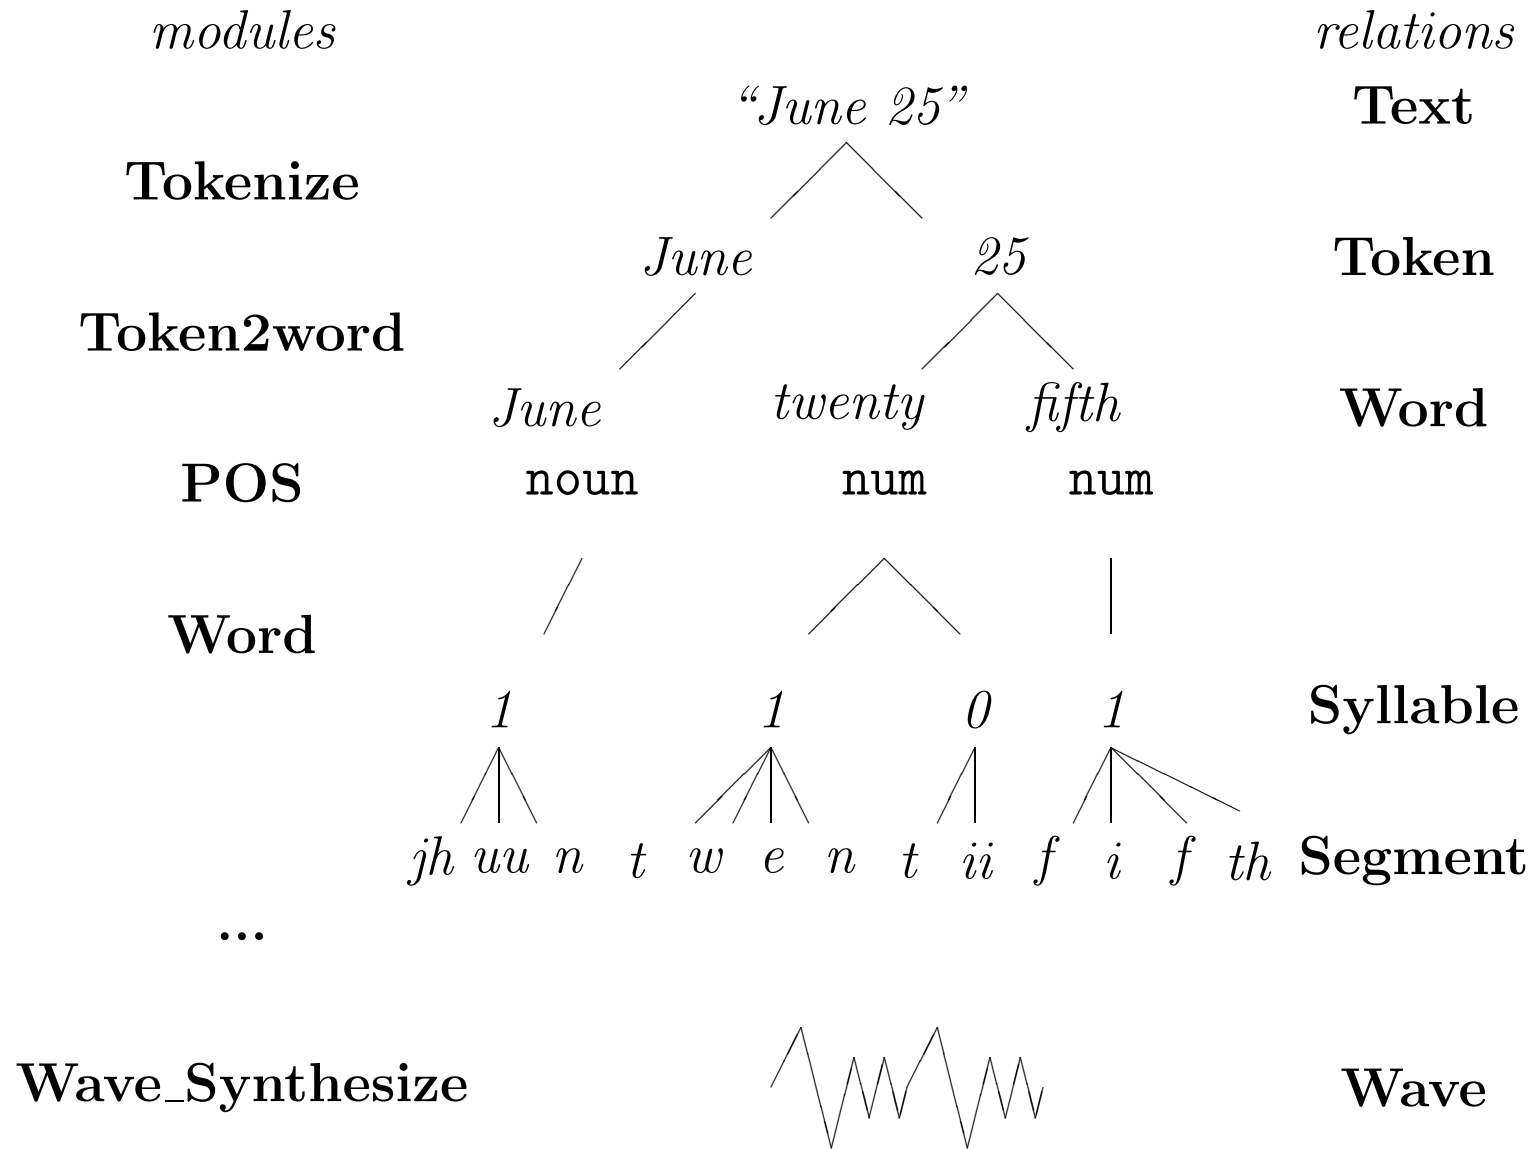 modules relations
“June 25” Text
Tokenize
June 25 Token
Token2word
June twenty fifth Word
POS noun num num
Word
1 1 0 1 Syllable
jh uu n t w e n t ii f i f th Segment
...
Wave_Synthesize Wave